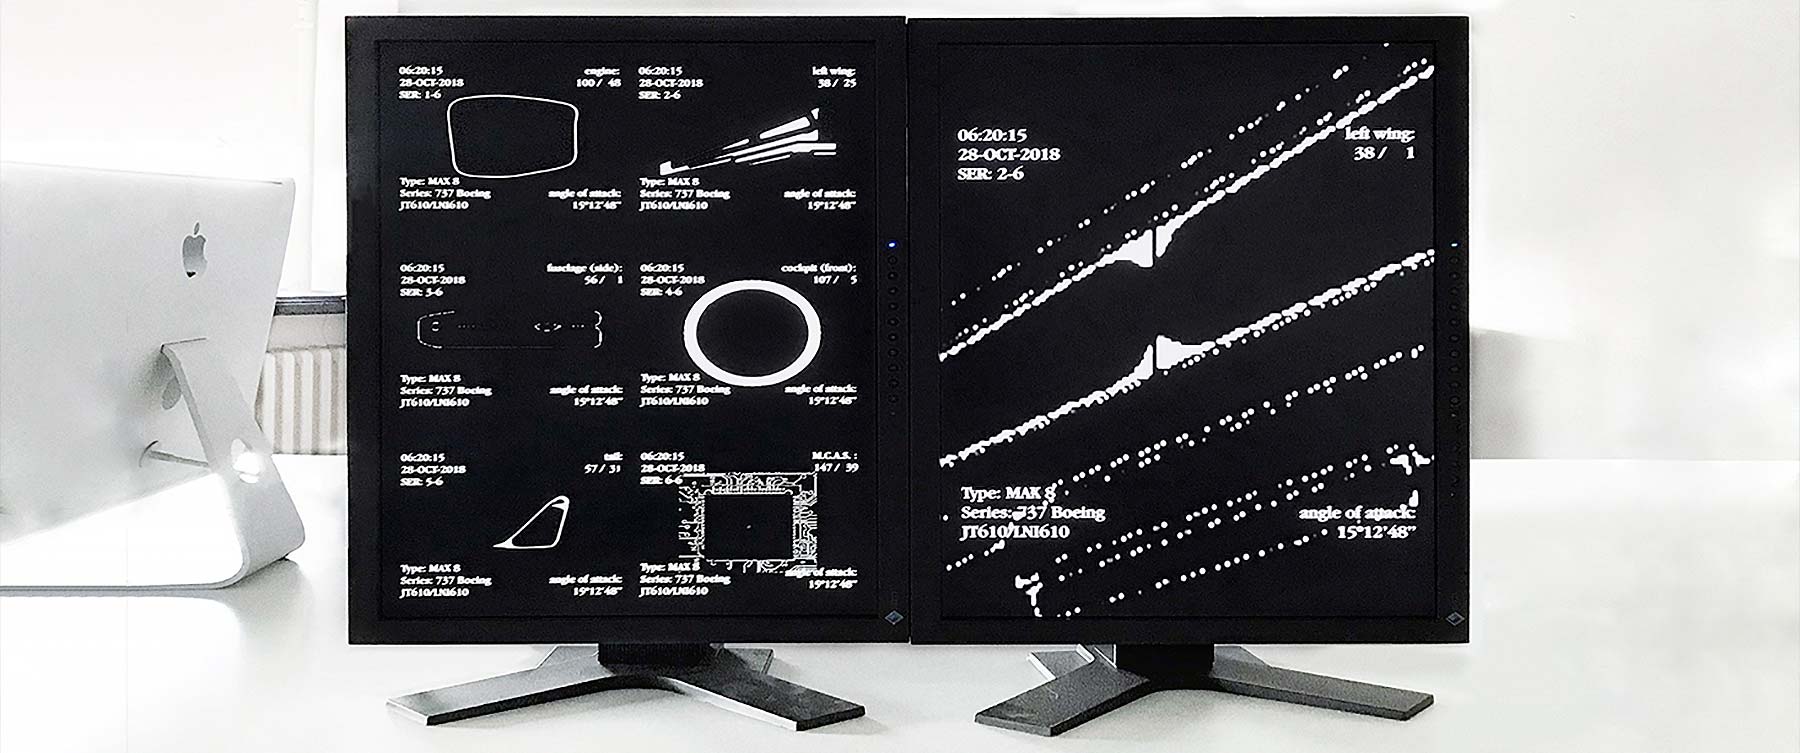 06:20:15
28-OCT-2018
SER: 1-6
engine:
100 / 48
Type: MAX 8
Series: 737 Boeing
JT610/LNI610
angle of attack:
15°12'48"
06:20:15
28-OCT-2018
SER: 2-6
left wing:
38 / 25
Type: MAX 8
Series: 737 Boeing
JT610/LNI610
angle of attack:
15°12'48"
06:20:15
28-OCT-2018
SER: 3-6
fuselage (side):
56 / 1
Type: MAX 8
Series: 737 Boeing
JT610/LNI610
angle of attack:
15°12'48"
06:20:15
28-OCT-2018
SER: 4-6
cockpit (front):
107 / 5
Type: MAX 8
Series: 737 Boeing
JT610/LNI610
angle of attack:
15°12'48"
06:20:15
28-OCT-2018
SER: 5-6
tail:
57 / 31
Type: MAX 8
Series: 737 Boeing
JT610/LNI610
angle of attack:
15°12'48"
06:20:15
28-OCT-2018
SER: 6-6
M.C.A.S. :
147 / 39
Type: MAX 8
Series: 737 Boeing
JT610/LNI610
angle of attack:
15°12'48"
06:20:15
28-OCT-2018
SER: 2-6
left wing:
38 / 1
Type: MAX 8
Series: 737 Boeing
JT610/LNI610
angle of attack:
15°12'48"